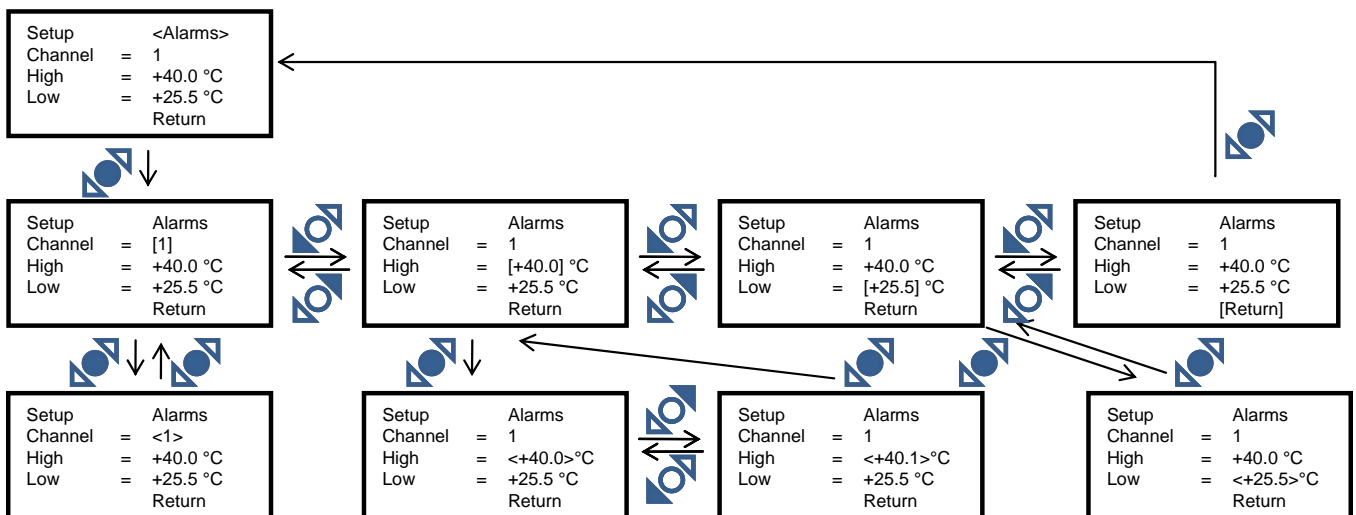 Setup <Alarms>
Channel = 1
High = +40.0 °C
Low = +25.5 °C
Return
Setup Alarms
Channel = [1]
High = +40.0 °C
Low = +25.5 °C
Return
Setup Alarms
Channel = 1
High = [+40.0] °C
Low = +25.5 °C
Return
Setup Alarms
Channel = 1
High = +40.0 °C
Low = [+25.5] °C
Return
Setup Alarms
Channel = 1
High = +40.0 °C
Low = +25.5 °C
[Return]
Setup Alarms
Channel = <1>
High = +40.0 °C
Low = +25.5 °C
Return
Setup Alarms
Channel = 1
High = <+40.0>°C
Low = +25.5 °C
Return
Setup Alarms
Channel = 1
High = <+40.1>°C
Low = +25.5 °C
Return
Setup Alarms
Channel = 1
High = +40.0 °C
Low = <+25.5>°C
Return